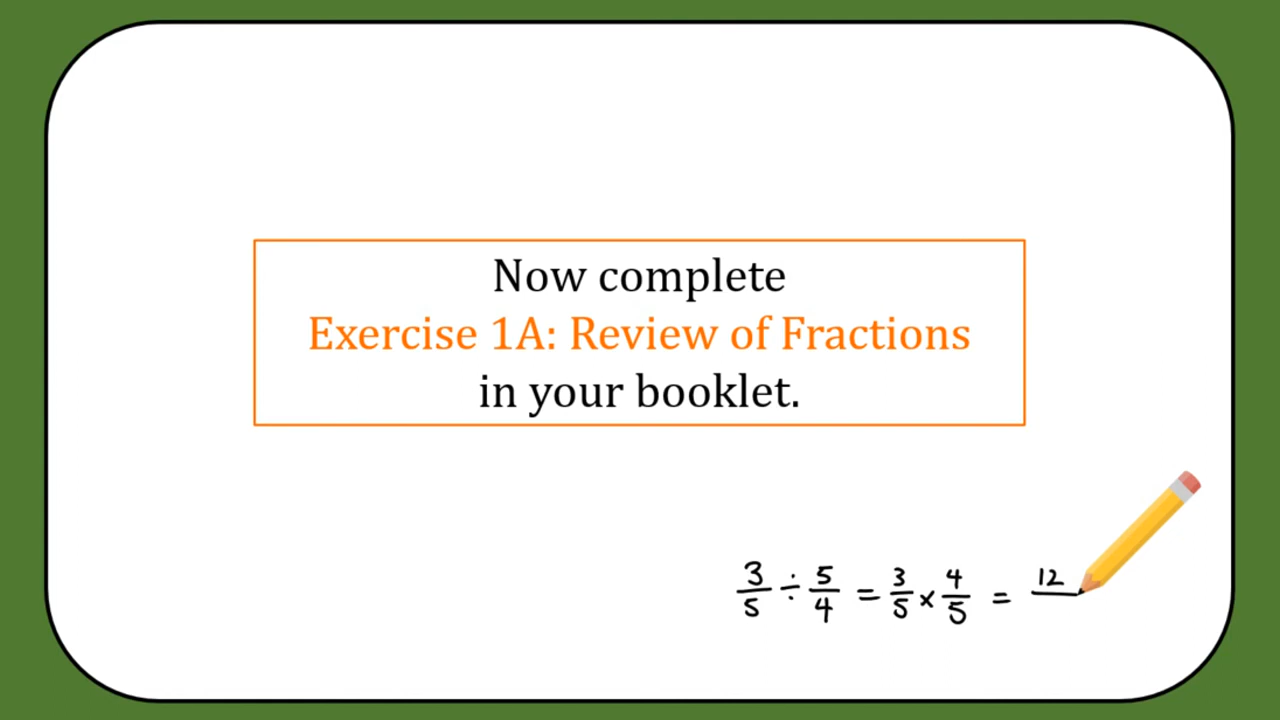 Now complete
Exercise 1A: Review of Fractions
in your booklet.
3/5 ÷ 5/4 = 3/5 × 4/5 = 12/